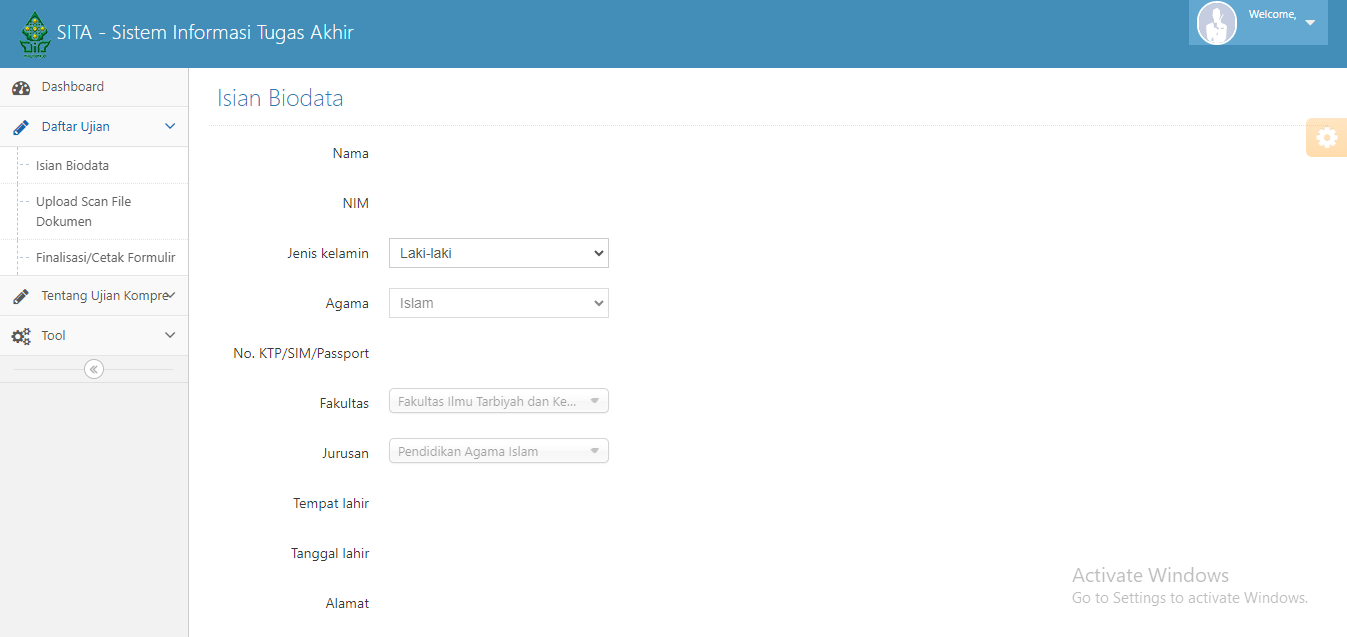 SITA - Sistem Informasi Tugas Akhir
Welcome,
Dashboard
Daftar Ujian
Isian Biodata
Upload Scan File
Dokumen
Finalisasi/Cetak Formulir
Tentang Ujian Kompre
Tool
Isian Biodata
Nama
NIM
Jenis kelamin Laki-laki
Agama Islam
No. KTP/SIM/Passport
Fakultas Fakultas Ilmu Tarbiyah dan Ke...
Jurusan Pendidikan Agama Islam
Tempat lahir
Tanggal lahir
Alamat
Activate Windows
Go to Settings to activate Windows.